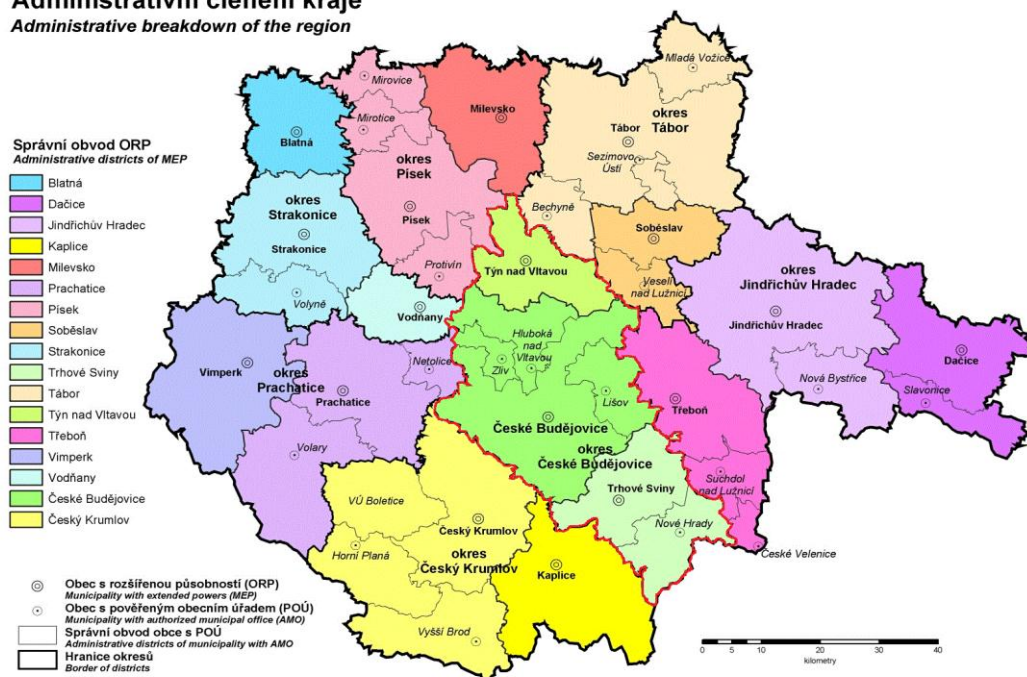 Administrativní členění kraje
Administrative breakdown of the region
Správní obvod ORP
Administrative districts of MEP
Blatná
Dačice
Jindřichův Hradec
Kaplice
Milevsko
Prachatice
Písek
Soběslav
Strakonice
Trhové Sviny
Tábor
Týn nad Vltavou
Třeboň
Vimperk
Vodňany
České Budějovice
Český Krumlov
Obec s rozšířenou působností (ORP)
Municipality with extended powers (MEP)
Obec s pověřeným obecním úřadem (POÚ)
Municipality with authorized municipal office (AMO)
Správní obvod obce s POÚ
Administrative districts of municipality with AMO
Hranice okresů
Border of districts
Mladá Vožice
Mirovice
Milevsko
Mirotice
okres
Tábor
Tábor
Blatná
Sezimovo
Ústí
okres
Písek
Písek
Bechyně
okres
Strakonice
Strakonice
Soběslav
Týn nad Vltavou
Protivín
okres
Jindřichův Hradec
Veselí
nad Lužnicí
Volyně
Vodňany
Jindřichův Hradec
Hluboká
nad
Vltavou
Zliv
Netolice
Vimperk
okres
Prachatice
Prachatice
Dačice
Nová Bystřice
Slavonice
Lišov
Třeboň
České Budějovice
okres
České Budějovice
Volary
Suchdol
nad Lužnicí
Trhové Sviny
VÚ Boletice
Nové Hrady
Český Krumlov
České Velenice
Horní Planá
okres
Český Krumlov
Kaplice
Vyšší Brod
0 5 10 20 30 40
kilometry